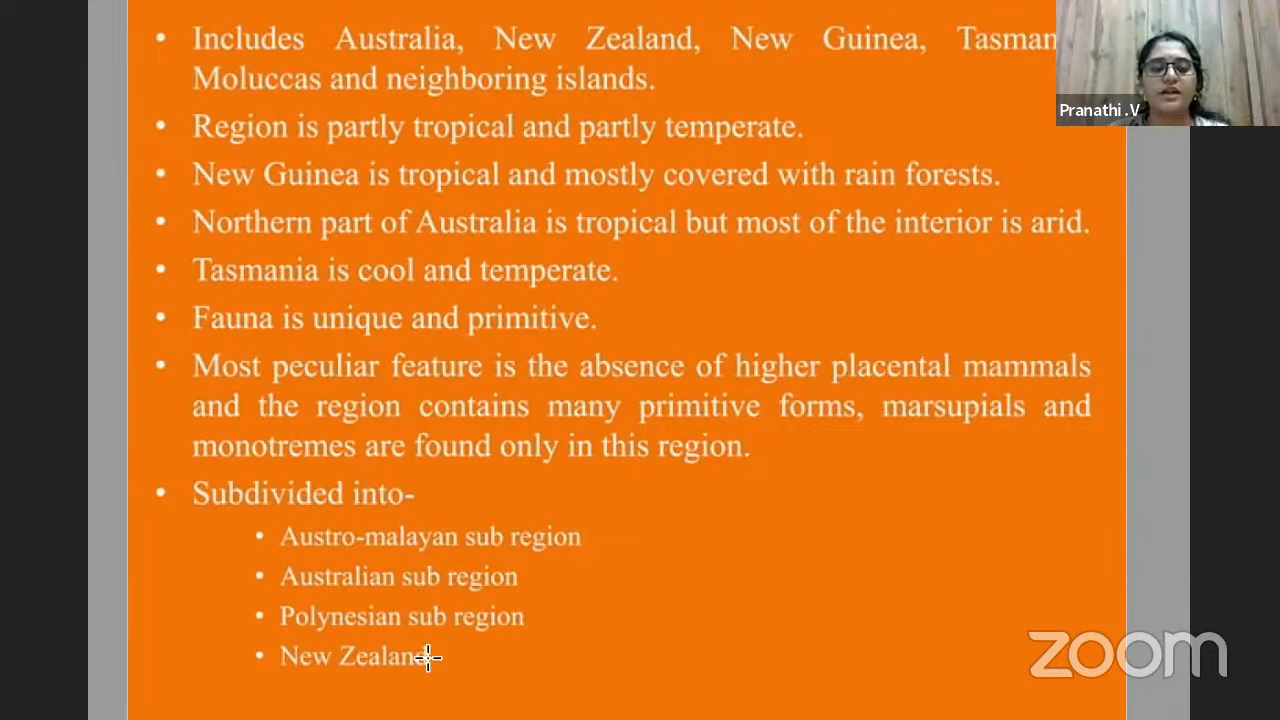 • Includes Australia, New Zealand, New Guinea,
Moluccas and neighboring islands.
• Region is partly tropical and partly temperate.
• New Guinea is tropical and mostly covered with rain forests.
• Northern part of Australia is tropical but most of the interior is arid.
• Tasmania is cool and temperate.
• Fauna is unique and primitive.
• Most peculiar feature is the absence of higher placental mammals
and the region contains many primitive forms, marsupials and
monotremes are found only in this region.
• Subdivided into-
• Austro-malayan sub region
• Australian sub region
• Polynesian sub region
• New Zealand
Pranathi .V
zoom